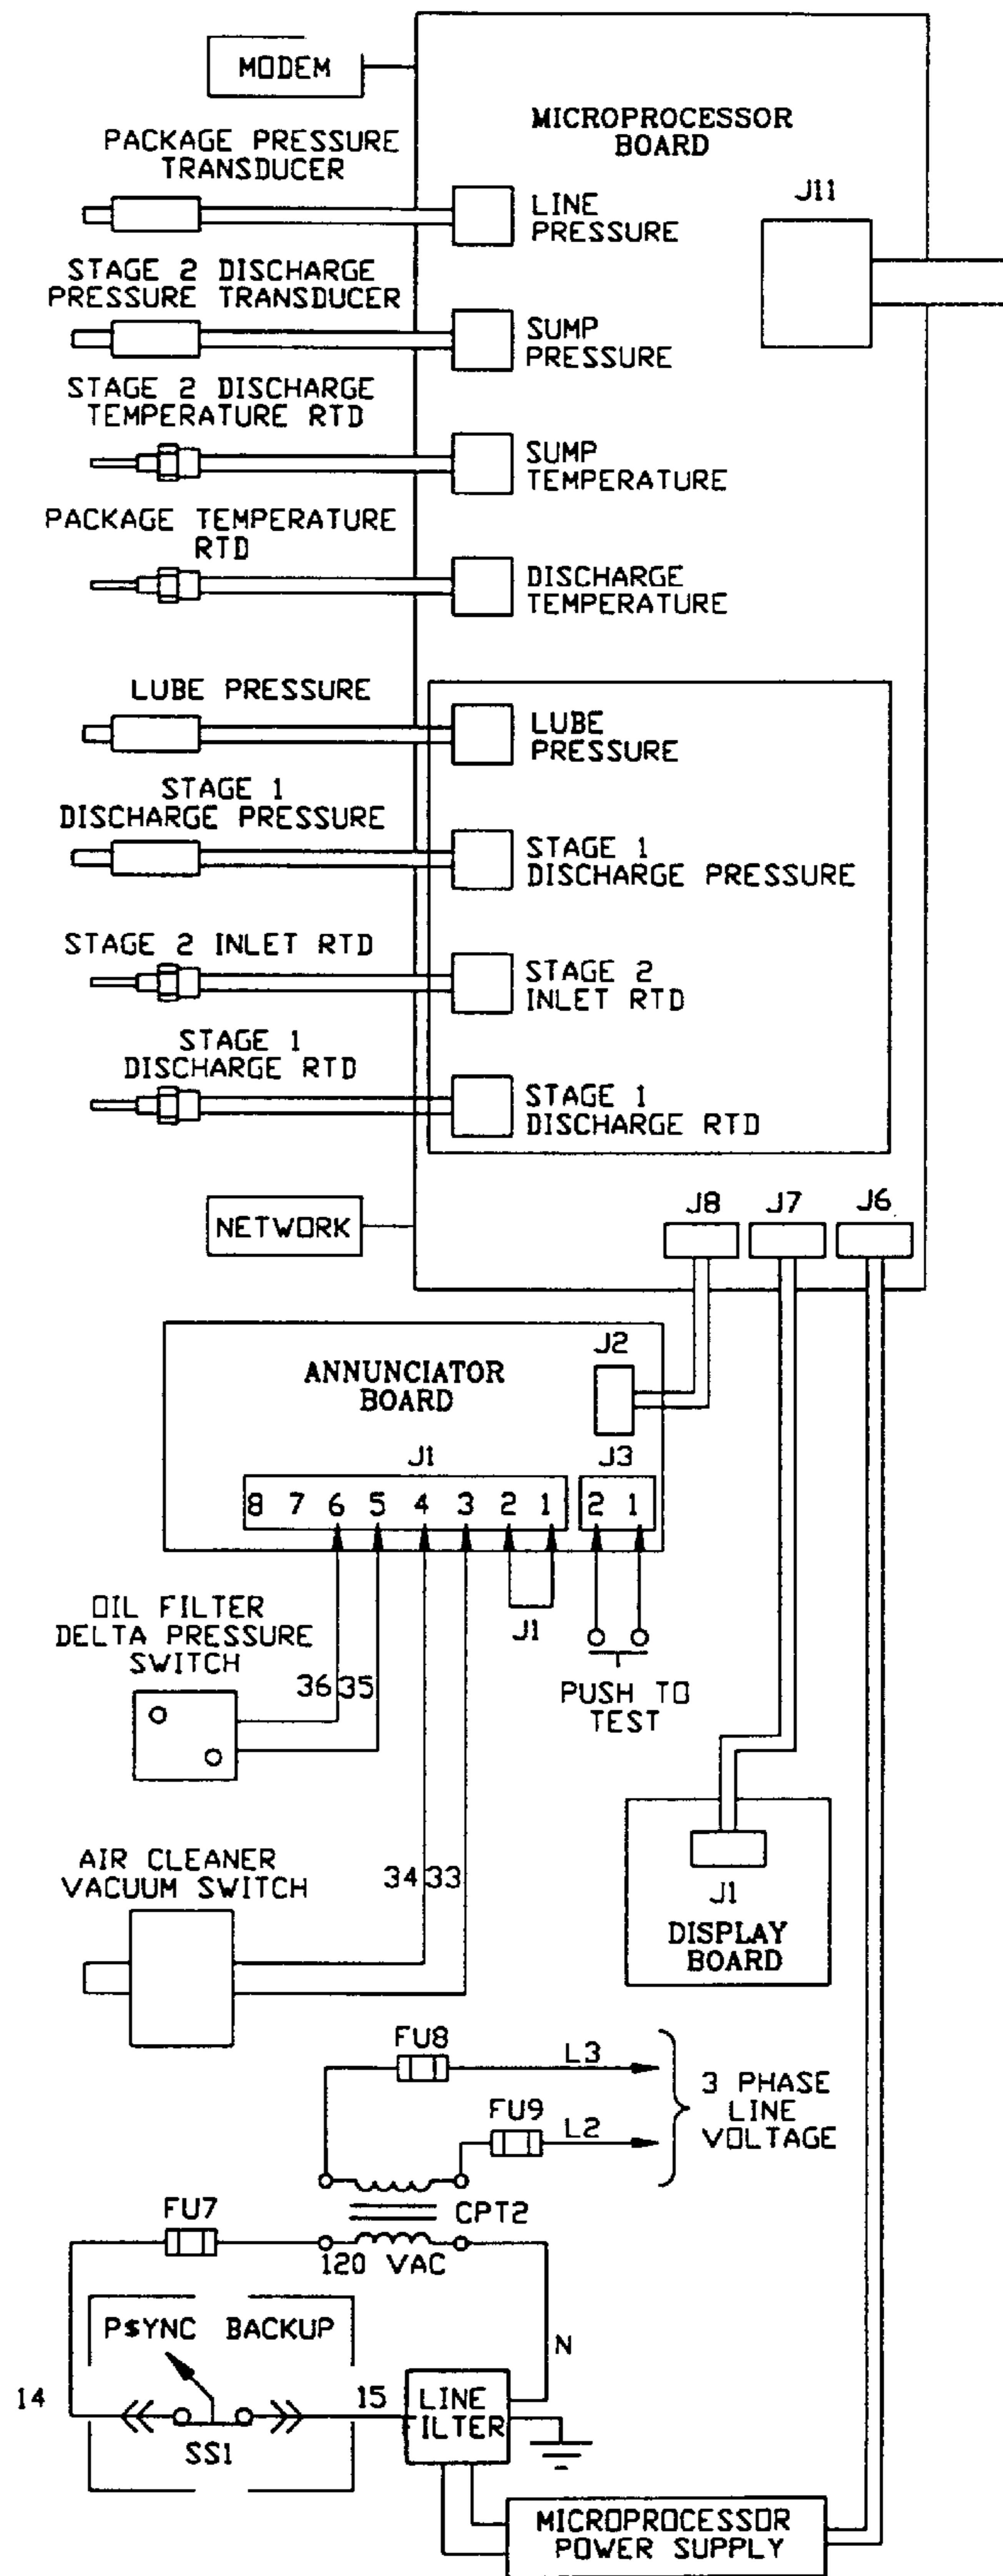 MODEM
MICROPROCESSOR
BOARD
PACKAGE PRESSURE
TRANSDUCER
LINE
PRESSURE
J11
STAGE 2 DISCHARGE
PRESSURE TRANSDUCER
SUMP
PRESSURE
STAGE 2 DISCHARGE
TEMPERATURE RTD
SUMP
TEMPERATURE
PACKAGE TEMPERATURE
RTD
DISCHARGE
TEMPERATURE
LUBE PRESSURE
LUBE
PRESSURE
STAGE 1
DISCHARGE PRESSURE
STAGE 1
DISCHARGE PRESSURE
STAGE 2 INLET RTD
STAGE 2
INLET RTD
STAGE 1
DISCHARGE RTD
STAGE 1
DISCHARGE RTD
NETWORK
J8 J7 J6
ANNUNCIATOR
BOARD
J2
J1 J3
8 7 6 5 4 3 2 1 2 1
J1
OIL FILTER
DELTA PRESSURE
SWITCH
36 35
PUSH TO
TEST
AIR CLEANER
VACUUM SWITCH
34 33
J1
DISPLAY
BOARD
FU8
L3
FU9
L2
3 PHASE
LINE
VOLTAGE
CPT2
FU7
120 VAC
P$YNC BACKUP
N
14
15
SS1
LINE
FILTER
MICROPROCESSOR
POWER SUPPLY